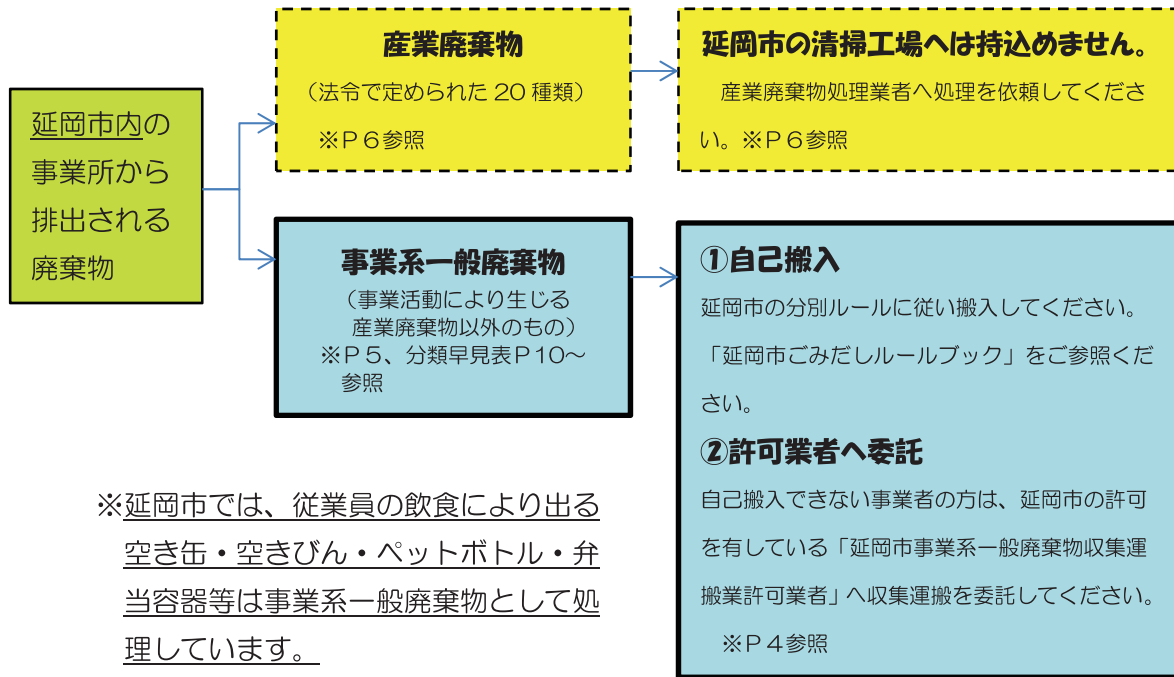 延岡市内の
事業所から
排出される
廃棄物
産業廃棄物
（法令で定められた 20 種類）
※Ｐ６参照
延岡市の清掃工場へは持込めません。
産業廃棄物処理業者へ処理を依頼してくださ
い。※Ｐ６参照
事業系一般廃棄物
（事業活動により生じる
産業廃棄物以外のもの）
※Ｐ５、分類早見表Ｐ10～
参照
①自己搬入
延岡市の分別ルールに従い搬入してください。
「延岡市ごみだしルールブック」をご参照くだ
さい。
②許可業者へ委託
自己搬入できない事業者の方は、延岡市の許可
を有している「延岡市事業系一般廃棄物収集運
搬業許可業者」へ収集運搬を委託してください。
※Ｐ４参照
※延岡市では、従業員の飲食により出る
空き缶・空きびん・ペットボトル・弁
当容器等は事業系一般廃棄物として処
理しています。